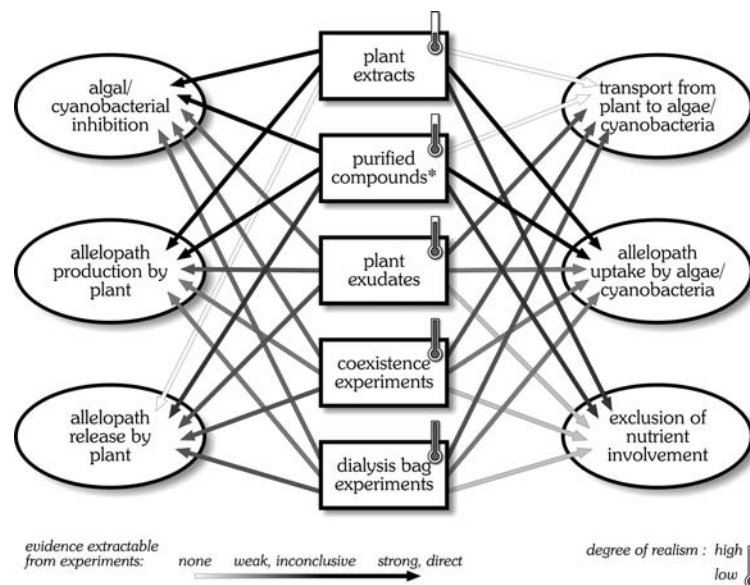 plant
extracts
algal/
cyanobacterial
inhibition
transport from
plant to algae/
cyanobacteria
purified
compounds*
allelopath
production by
plant
plant
exudates
allelopath
uptake by algae/
cyanobacteria
coexistence
experiments
allelopath
release by
plant
exclusion of
nutrient
involvement
dialysis bag
experiments
evidence extractable
from experiments:
none weak, inconclusive strong, direct
degree of realism : high
low